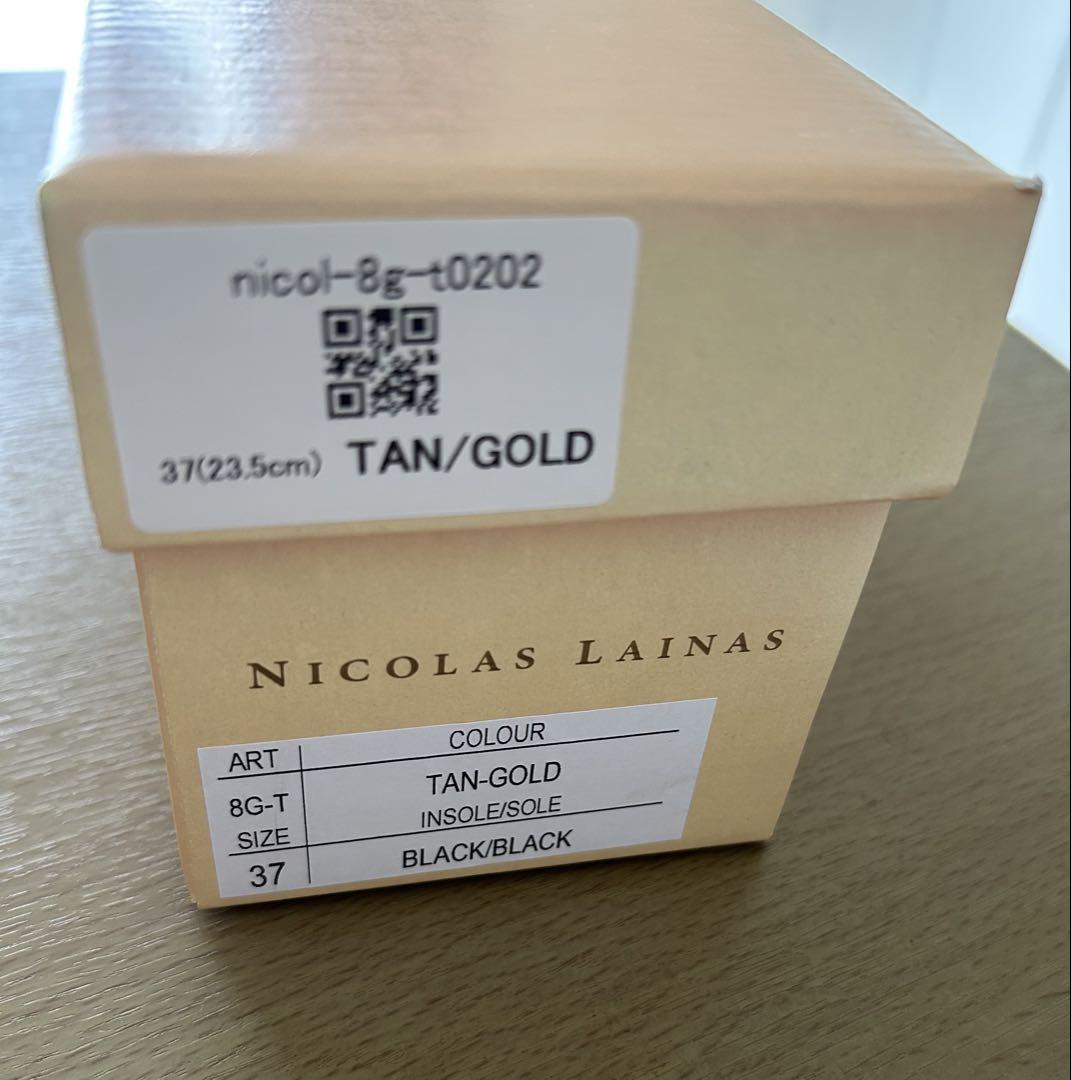 nicol-8g-t0202
37(23.5cm) TAN/GOLD
NICOLAS LAINAS
ART COLOUR
8G-T TAN-GOLD
SIZE INSOLE/SOLE
37 BLACK/BLACK